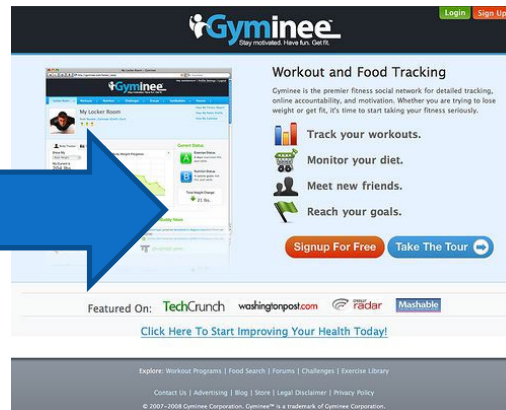 Login Sign Up
Gyminee
Stay motivated. Have fun. Get fit.
Gyminee
My Locker Room
Current Status
Workout and Food Tracking
Gyminee is the premier fitness social network for detailed tracking,
online accountability, and motivation. Whether you are trying to lose
weight or get fit, it's time to start taking your fitness seriously.
Track your workouts.
Monitor your diet.
Meet new friends.
Reach your goals.
Signup For Free Take The Tour
Featured On: TechCrunch washingtonpost.com radar Mashable
Click Here To Start Improving Your Health Today!
Explore: Workout Programs | Food Search | Forums | Challenges | Exercise Library
Contact Us | Advertising | Blog | Store | Legal Disclaimer | Privacy Policy
© 2007-2008 Gyminee Corporation. Gyminee™ is a trademark of Gyminee Corporation.